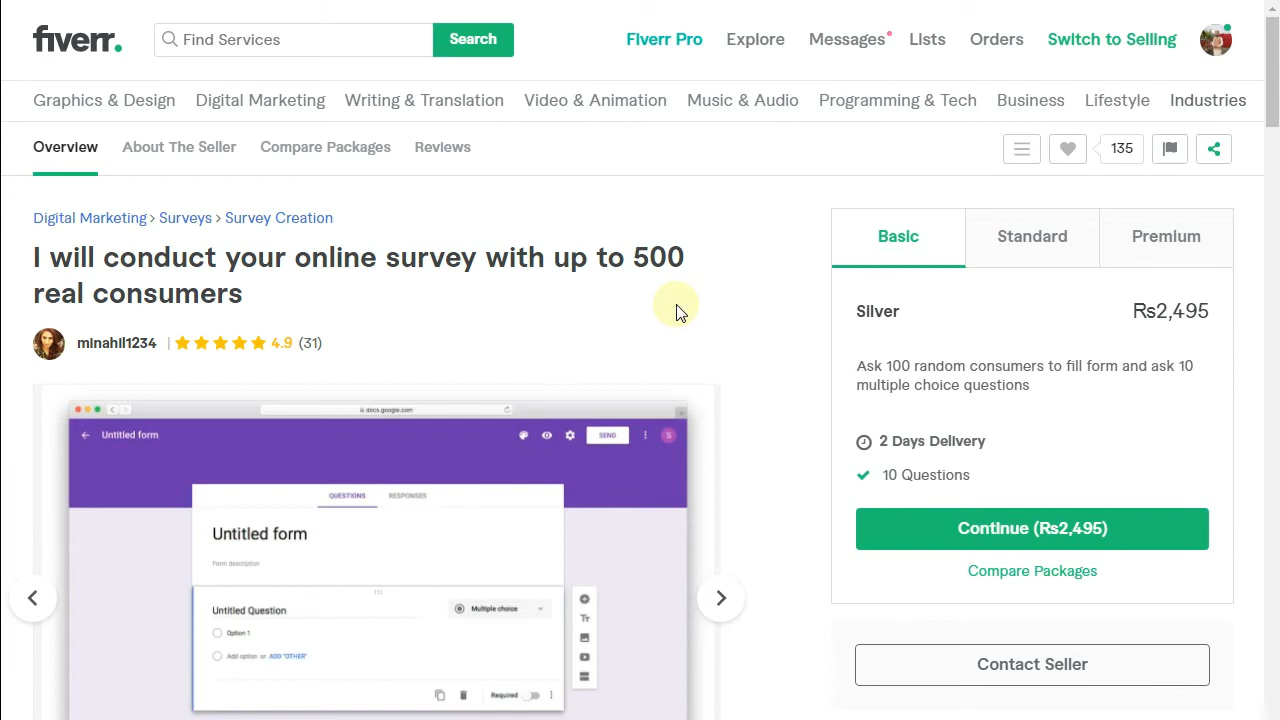 fiverr.
Find Services
Search
Fiverr Pro
Explore
Messages
Lists
Orders
Switch to Selling
Graphics & Design
Digital Marketing
Writing & Translation
Video & Animation
Music & Audio
Programming & Tech
Business
Lifestyle
Industries
Overview
About The Seller
Compare Packages
Reviews
135
Digital Marketing › Surveys › Survey Creation
I will conduct your online survey with up to 500
real consumers
minahil1234 | 4.9 (31)
Basic
Standard
Premium
Silver
Rs2,495
Ask 100 random consumers to fill form and ask 10
multiple choice questions
2 Days Delivery
10 Questions
Continue (Rs2,495)
Compare Packages
Contact Seller
docs.google.com
Untitled form
SEND
S
QUESTIONS
RESPONSES
Untitled form
Form description
Untitled Question
Multiple choice
Option 1
Add option or ADD "OTHER"
Tт
Required